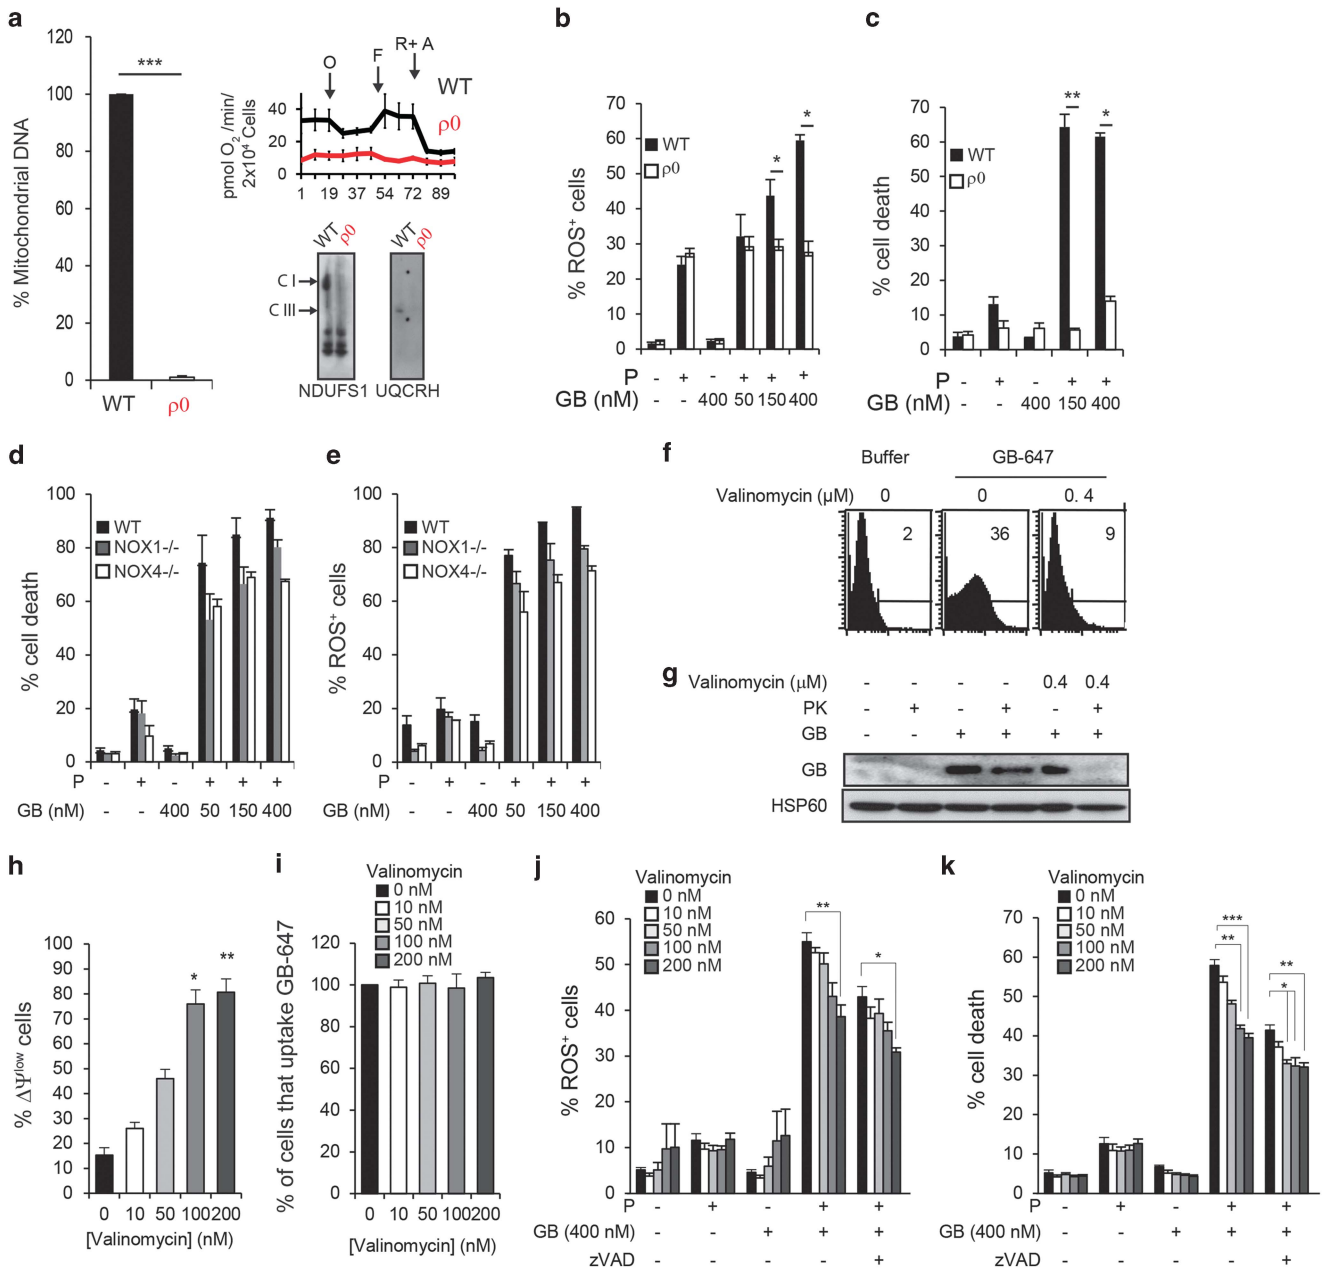 a
120
100
80
60
40
20
0
% Mitochondrial DNA
***
WT
ρ0
O
F
R+ A
WT
ρ0
pmol O2 /min/
2x10⁴ Cells
40
20
0
1 19 37 54 72 89
WT ρ0
WT ρ0
C I
C III
NDUFS1 UQCRH
b
70
60
50
40
30
20
10
0
% ROS⁺ cells
WT
ρ0
*
*
P - + - + + +
GB (nM) - - 400 50 150 400
c
70
60
50
40
30
20
10
0
% cell death
WT
ρ0
**
*
P - + - + +
GB (nM) - - 400 150 400
d
100
80
60
40
20
0
% cell death
WT
NOX1-/-
NOX4-/-
P - + - + + +
GB (nM) - - 400 50 150 400
e
100
80
60
40
20
0
% ROS⁺ cells
WT
NOX1-/-
NOX4-/-
P - + - + + +
GB (nM) - - 400 50 150 400
f
Buffer GB-647
Valinomycin (μM) 0 0 0. 4
2 36 9
g
Valinomycin (μM) - - - - 0.4 0.4
PK - + - + - +
GB - - + + + +
GB
HSP60
h
100
90
80
70
60
50
40
30
20
10
0
% ΔΨˡᵒʷ cells
*
**
0 10 50 100 200
[Valinomycin] (nM)
i
Valinomycin
0 nM
10 nM
50 nM
100 nM
200 nM
120
100
80
60
40
20
0
% of cells that uptake GB-647
0 10 50 100 200
[Valinomycin] (nM)
j
Valinomycin
0 nM
10 nM
50 nM
100 nM
200 nM
60
50
40
30
20
10
0
% ROS⁺ cells
**
*
P - + - + +
GB (400 nM) - - + + +
zVAD - - - - +
k
Valinomycin
0 nM
10 nM
50 nM
100 nM
200 nM
70
60
50
40
30
20
10
0
% cell death
***
**
**
*
P - + - + +
GB (400 nM) - - + + +
zVAD - - - - +